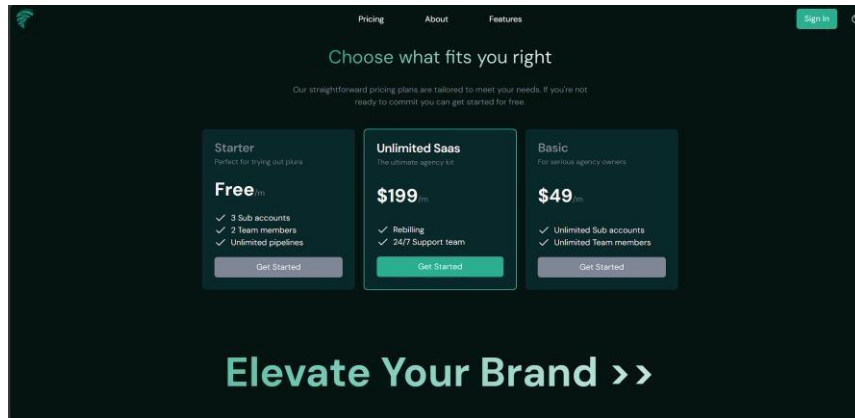 Pricing About Features Sign In
Choose what fits you right
Our straightforward pricing plans are tailored to meet your needs. If you're not
ready to commit you can get started for free.
Starter
Perfect for trying out plura
Free/m
3 Sub accounts
2 Team members
Unlimited pipelines
Get Started
Unlimited Saas
The ultimate agency kit
$199/m
Rebilling
24/7 Support team
Get Started
Basic
For serious agency owners
$49/m
Unlimited Sub accounts
Unlimited Team members
Get Started
Elevate Your Brand >>